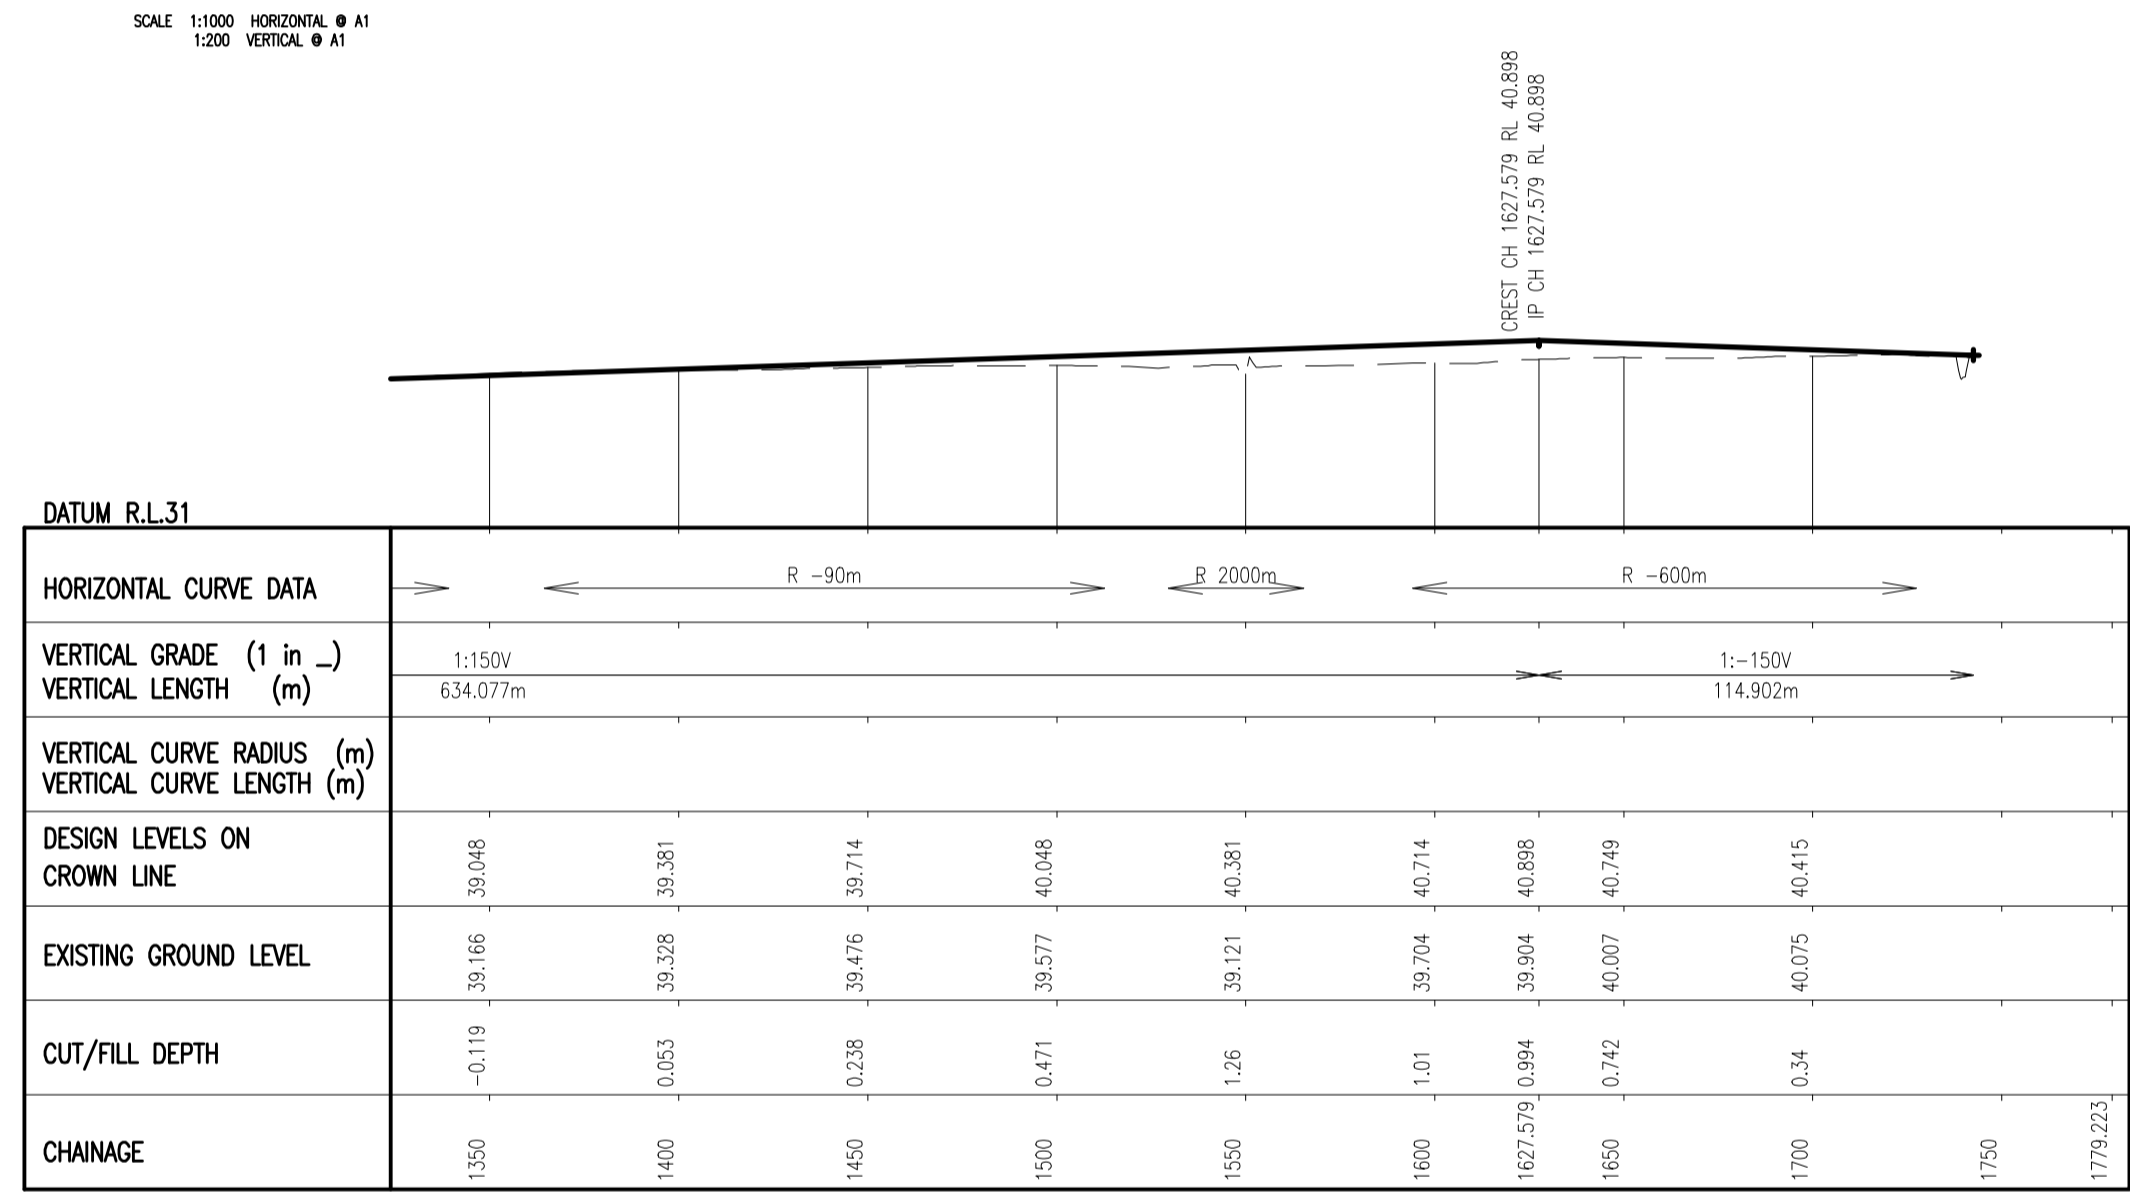 SCALE 1:1000 HORIZONTAL @ A1
1:200 VERTICAL @ A1
CREST CH 1627.579 RL 40.898
IP CH 1627.579 RL 40.898
DATUM R.L.31
HORIZONTAL CURVE DATA
R -90m
R 2000m
R -600m
VERTICAL GRADE (1 in _)
VERTICAL LENGTH (m)
1:150V
634.077m
1:-150V
114.902m
VERTICAL CURVE RADIUS (m)
VERTICAL CURVE LENGTH (m)
DESIGN LEVELS ON
CROWN LINE
39.048
39.381
39.714
40.048
40.381
40.714
40.898
40.749
40.415
EXISTING GROUND LEVEL
39.166
39.328
39.476
39.577
39.121
39.704
39.904
40.007
40.075
CUT/FILL DEPTH
-0.119
0.053
0.238
0.471
1.26
1.01
0.994
0.742
0.34
CHAINAGE
1350
1400
1450
1500
1550
1600
1627.579
1650
1700
1750
1779.223